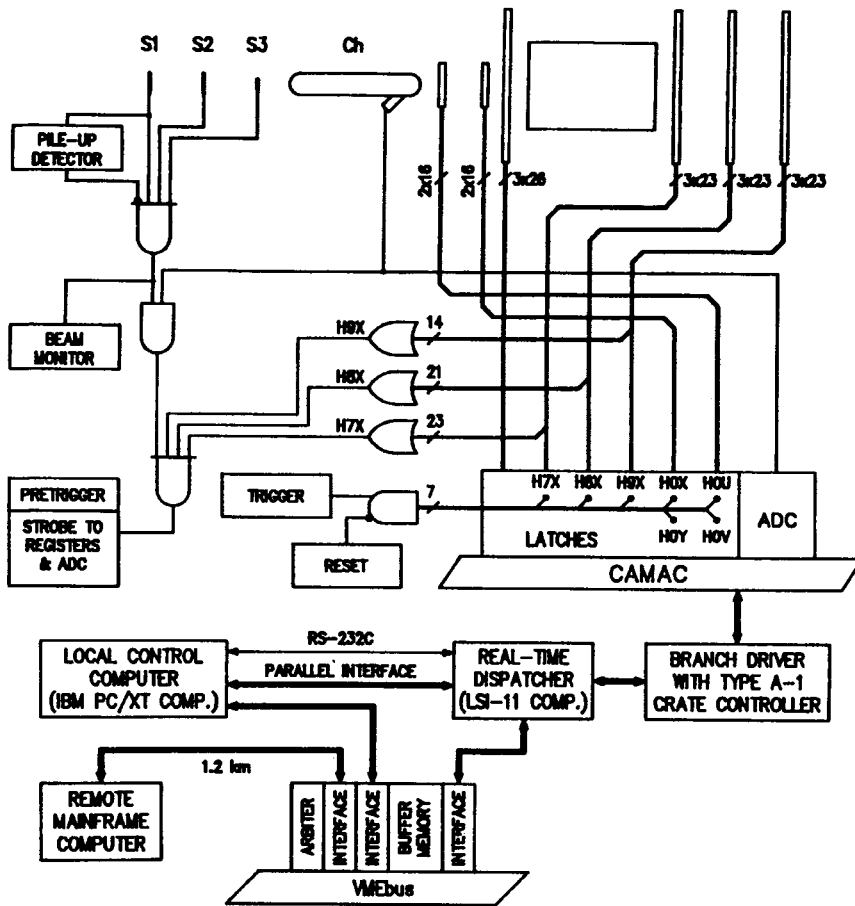 S1
S2
S3
Ch
PILE-UP
DETECTOR
2x16
2x16
3x26
3x23
3x23
3x23
BEAM
MONITOR
H9X
14
H8X
21
H7X
23
PRETRIGGER
STROBE TO
REGISTERS
& ADC
TRIGGER
RESET
7
H7X
H8X
H9X
H0X
H0U
H0Y
H0V
LATCHES
ADC
CAMAC
LOCAL CONTROL
COMPUTER
(IBM PC/XT COMP.)
RS-232C
PARALLEL INTERFACE
REAL-TIME
DISPATCHER
(LSI-11 COMP.)
BRANCH DRIVER
WITH TYPE A-1
CRATE CONTROLLER
1.2 km
REMOTE
MAINFRAME
COMPUTER
ARBITER
INTERFACE
INTERFACE
BUFFER
MEMORY
INTERFACE
VMEbus